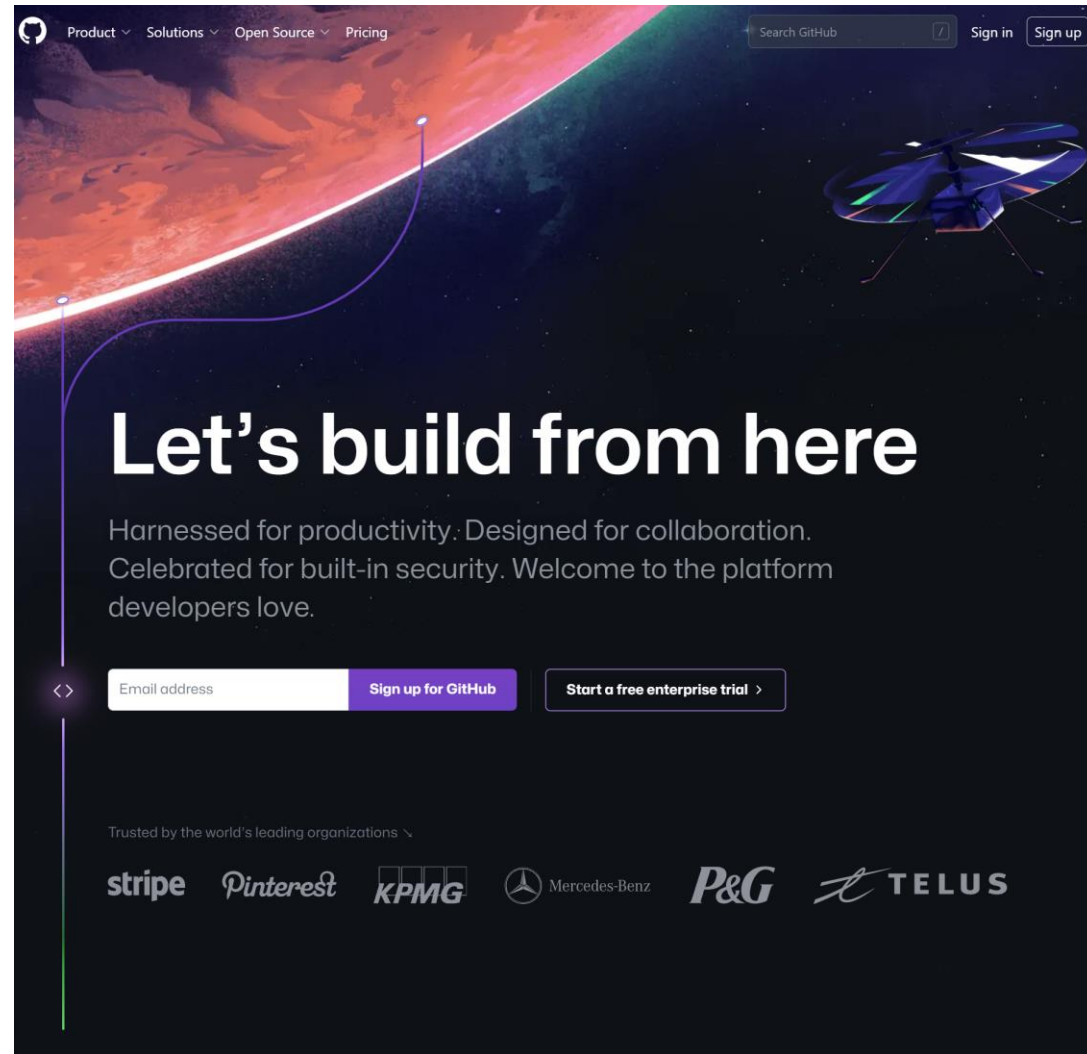 Product Solutions Open Source Pricing Search GitHub / Sign in Sign up
Let’s build from here
Harnessed for productivity. Designed for collaboration.
Celebrated for built-in security. Welcome to the platform
developers love.
<> Email address Sign up for GitHub Start a free enterprise trial >
Trusted by the world’s leading organizations ↘
stripe Pinterest KPMG Mercedes-Benz P&G TELUS